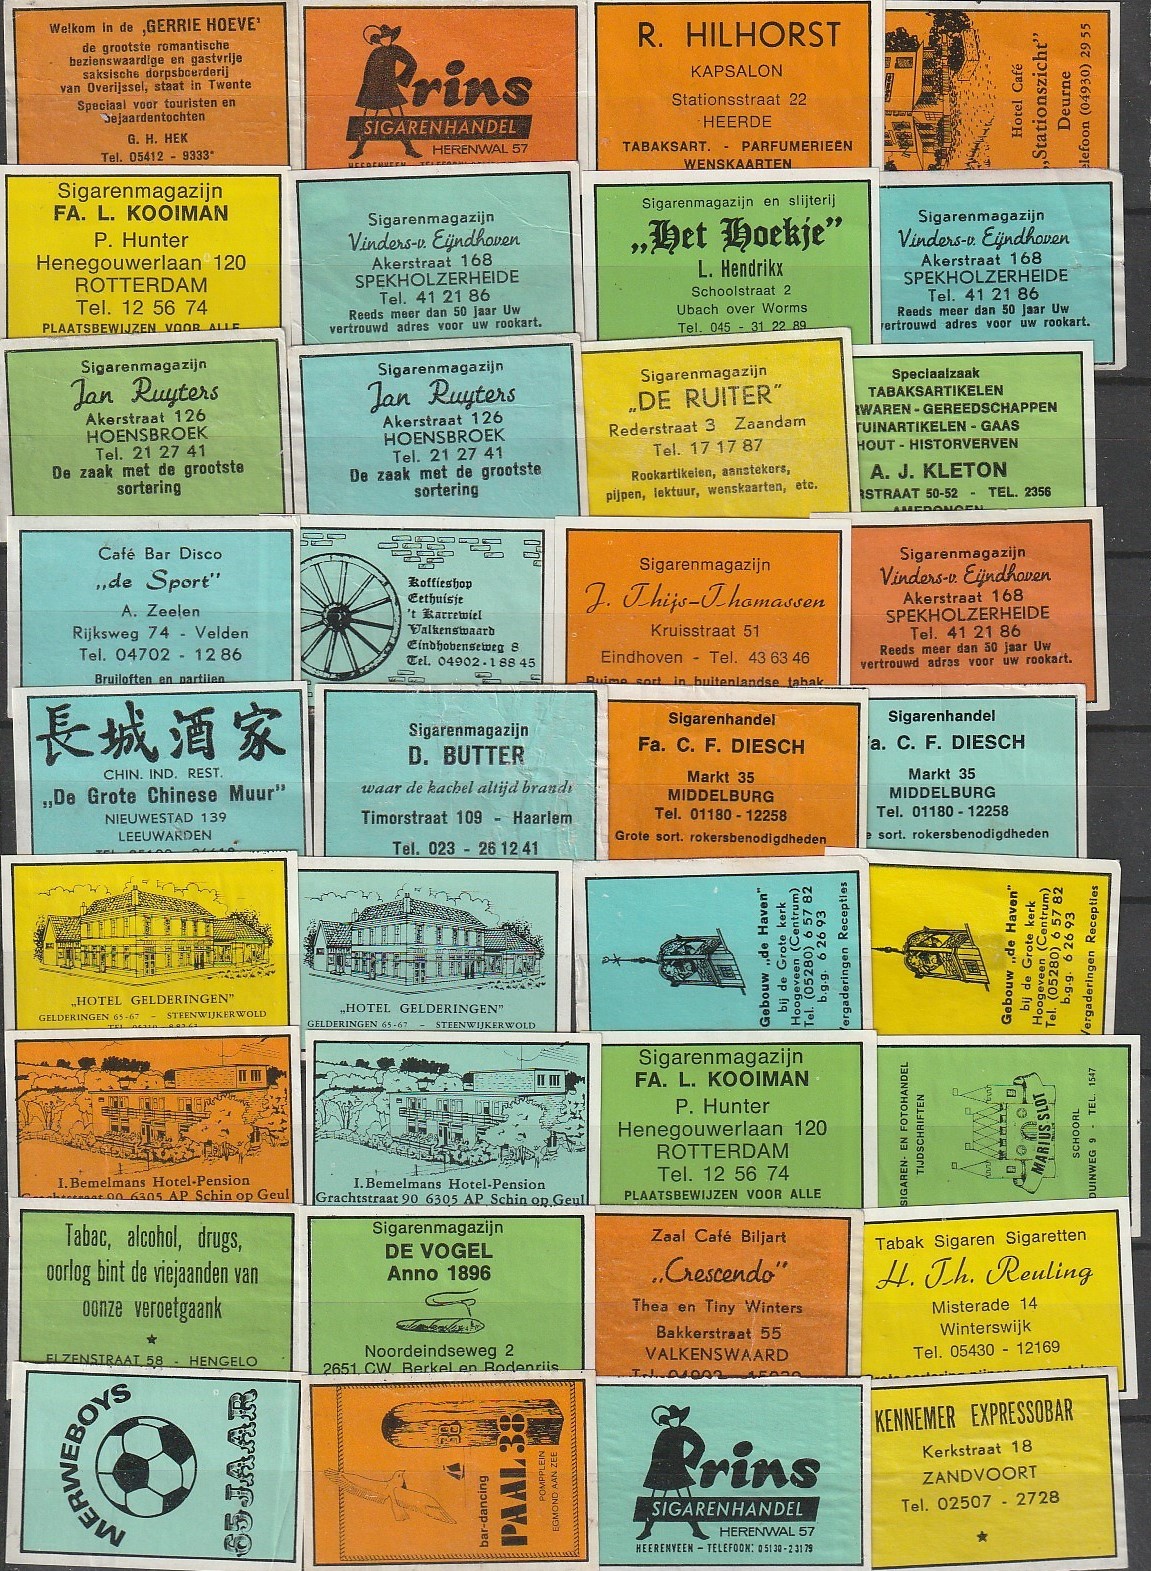 Welkom in de „GERRIE HOEVE"
de grootste romantische
bezienswaardige en gastvrije
saksische dorpsboerderij
van Overijssel, staat in Twente
Speciaal voor touristen en
bejaardentochten
G. H. HEK
Tel. 05412 - 9333*
Prins
SIGARENHANDEL
HERENWAL 57
R. HILHORST
KAPSALON
Stationsstraat 22
HEERDE
TABAKSART. - PARFUMERIEËN
WENSKAARTEN
Hotel Café
„Stationszicht"
Deurne
elefoon (04930) 29 55
Sigarenmagazijn
FA. L. KOOIMAN
P. Hunter
Henegouwerlaan 120
ROTTERDAM
Tel. 12 56 74
PLAATSBEWIJZEN VOOR ALLE
Sigarenmagazijn
Vinders-v. Eijndhoven
Akerstraat 168
SPEKHOLZERHEIDE
Tel. 41 21 86
Reeds meer dan 50 jaar Uw
vertrouwd adres voor uw rookart.
Sigarenmagazijn en slijterij
„Het Hoekje"
L. Hendrikx
Schoolstraat 2
Ubach over Worms
Tel. 045 - 31 22 89
Sigarenmagazijn
Vinders-v. Eijndhoven
Akerstraat 168
SPEKHOLZERHEIDE
Tel. 41 21 86
Reeds meer dan 50 jaar Uw
vertrouwd adres voor uw rookart.
Sigarenmagazijn
Jan Ruyters
Akerstraat 126
HOENSBROEK
Tel. 21 27 41
De zaak met de grootste
sortering
Sigarenmagazijn
Jan Ruyters
Akerstraat 126
HOENSBROEK
Tel. 21 27 41
De zaak met de grootste
sortering
Sigarenmagazijn
„DE RUITER"
Rederstraat 3 Zaandam
Tel. 17 17 87
Rookartikelen, aanstekers,
pijpen, lektuur, wenskaarten, etc.
Speciaalzaak
TABAKSARTIKELEN
RWAREN - GEREEDSCHAPPEN
TUINARTIKELEN - GAAS
HOUT - HISTORVERVEN
A. J. KLETON
RSTRAAT 50-52 - TEL. 2356
AMERONGEN
Café Bar Disco
„de Sport"
A. Zeelen
Rijksweg 74 - Velden
Tel. 04702 - 12 86
Bruiloften en partijen
Koffieshop
Eethuisje
't Karrewiel
Valkenswaard
Eindhovenseweg 8
Tel. 04902-188 45
Sigarenmagazijn
J. Thijs-Thomassen
Kruisstraat 51
Eindhoven - Tel. 43 63 46
Ruime sort. in buitenlandse tabak
Sigarenmagazijn
Vinders-v. Eijndhoven
Akerstraat 168
SPEKHOLZERHEIDE
Tel. 41 21 86
Reeds meer dan 50 jaar Uw
vertrouwd adres voor uw rookart.
長城酒家
CHIN. IND. REST.
„De Grote Chinese Muur"
NIEUWESTAD 139
LEEUWARDEN
Sigarenmagazijn
D. BUTTER
waar de kachel altijd brandt
Timorstraat 109 - Haarlem
Tel. 023 - 26 12 41
Sigarenhandel
Fa. C. F. DIESCH
Markt 35
MIDDELBURG
Tel. 01180 - 12258
Grote sort. rokersbenodigdheden
Sigarenhandel
Fa. C. F. DIESCH
Markt 35
MIDDELBURG
Tel. 01180 - 12258
e sort. rokersbenodigdheden
„HOTEL GELDERINGEN"
GELDERINGEN 65-67 - STEENWIJKERWOLD
„HOTEL GELDERINGEN"
GELDERINGEN 65-67 - STEENWIJKERWOLD
Gebouw „de Haven"
bij de Grote kerk
Hoogeveen (Centrum)
Tel. (05280) 6 57 82
b.g.g. 6 26 93
Vergaderingen Recepties
Gebouw „de Haven"
bij de Grote kerk
Hoogeveen (Centrum)
Tel. (05280) 6 57 82
b.g.g. 6 26 93
Vergaderingen Recepties
I. Bemelmans Hotel-Pension
Grachtstraat 90 6305 AP Schin op Geul
I. Bemelmans Hotel-Pension
Grachtstraat 90 6305 AP Schin op Geul
Sigarenmagazijn
FA. L. KOOIMAN
P. Hunter
Henegouwerlaan 120
ROTTERDAM
Tel. 12 56 74
PLAATSBEWIJZEN VOOR ALLE
SIGAREN- EN FOTOHANDEL
TIJDSCHRIFTEN
MARIUS SLOT
SCHOORL
DUINWEG 9 - TEL. 1547
Tabac, alcohol, drugs,
oorlog bint de viejaanden van
oonze veroetgaank
ELZENSTRAAT 58 - HENGELO
Sigarenmagazijn
DE VOGEL
Anno 1896
Noordeindseweg 2
2651 CW Berkel en Rodenrijs
Zaal Café Biljart
„Crescendo"
Thea en Tiny Winters
Bakkerstraat 55
VALKENSWAARD
Tabak Sigaren Sigaretten
H. Th. Reuling
Misterade 14
Winterswijk
Tel. 05430 - 12169
MERWEBOYS
65 JAAR
bar-dancing
PAAL 38
POMPPLEIN
EGMOND AAN ZEE
Prins
SIGARENHANDEL
HERENWAL 57
HEERENVEEN - TELEFOON: 05130-23179
KENNEMER EXPRESSOBAR
Kerkstraat 18
ZANDVOORT
Tel. 02507 - 2728